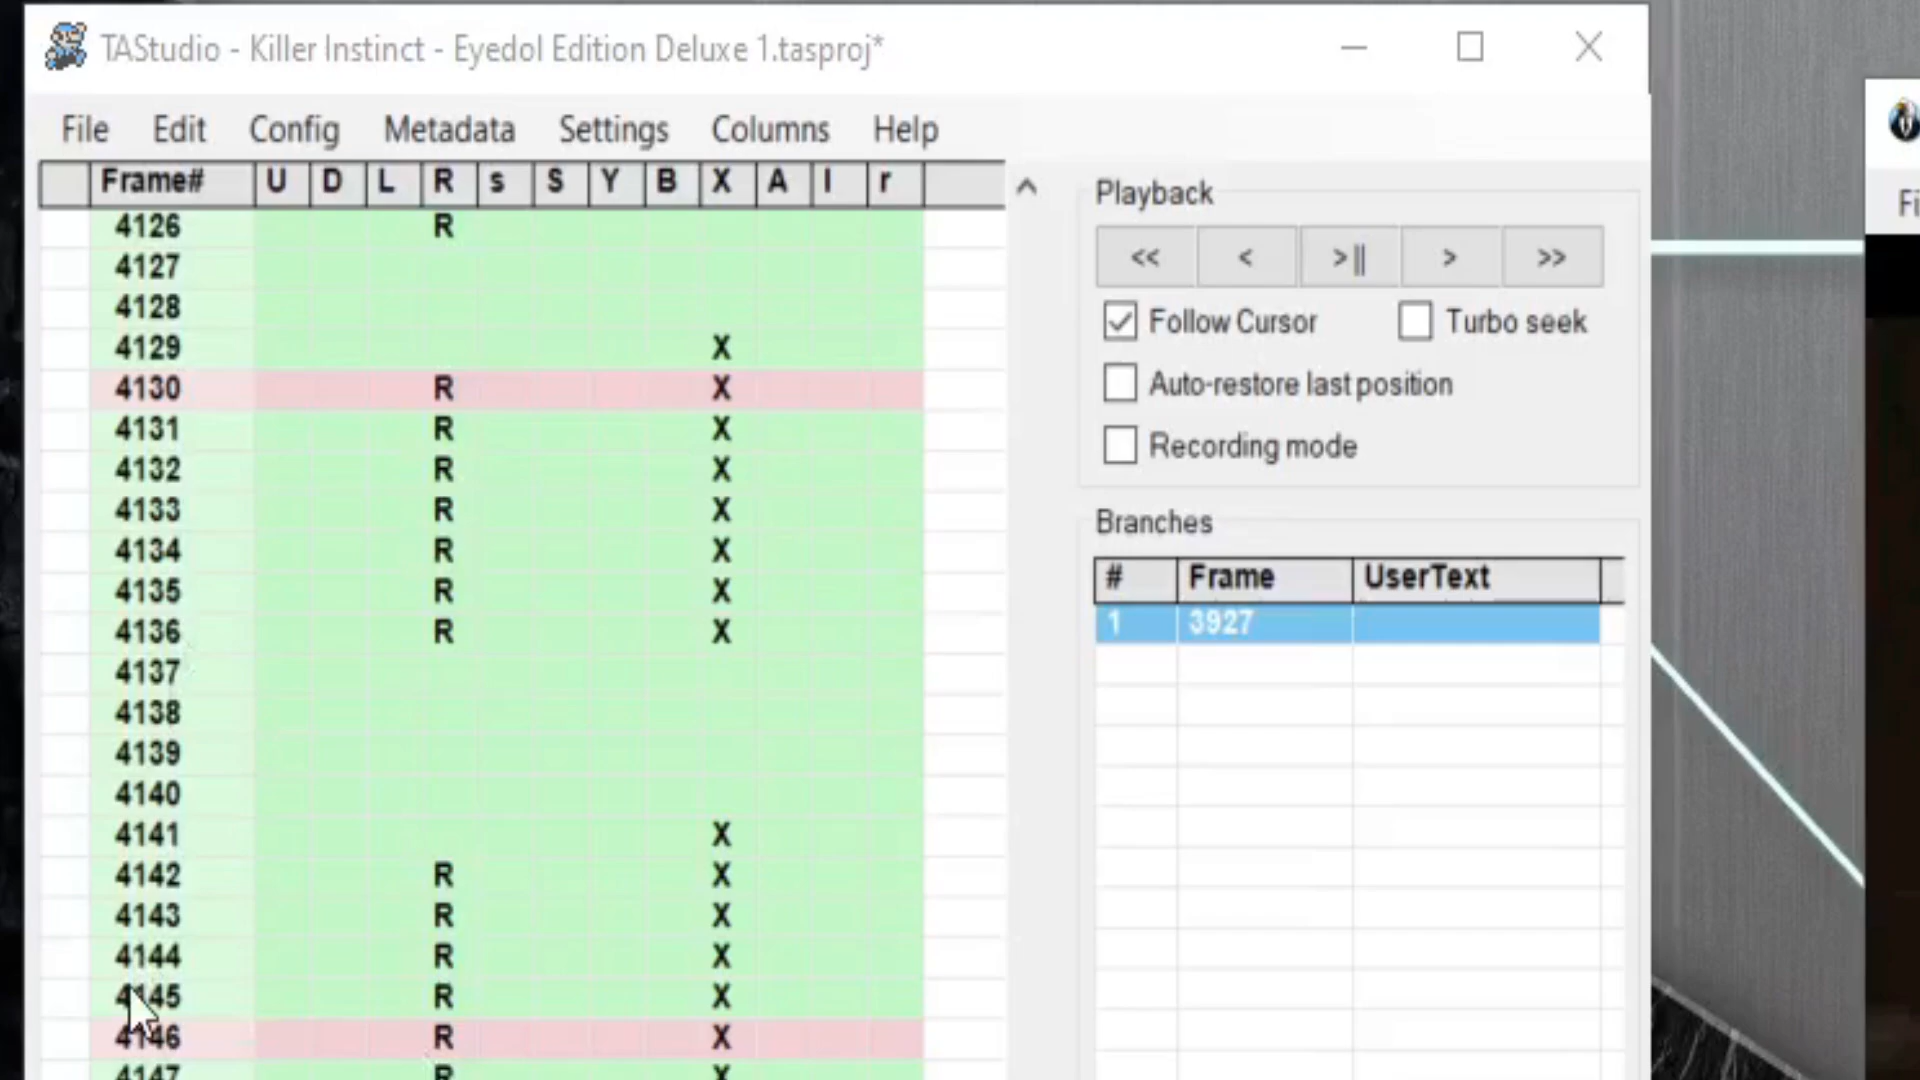 TAStudio - Killer Instinct - Eyedol Edition Deluxe 1.tasproj*
File Edit Config Metadata Settings Columns Help
Frame# U D L R s S Y B X A l r
4126 R
4127
4128
4129 X
4130 R X
4131 R X
4132 R X
4133 R X
4134 R X
4135 R X
4136 R X
4137
4138
4139
4140
4141 X
4142 R X
4143 R X
4144 R X
4145 R X
4146 R X
4147 R X
Playback
<< < >|| > >>
Follow Cursor Turbo seek
Auto-restore last position
Recording mode
Branches
# Frame UserText
1 3927
Fi